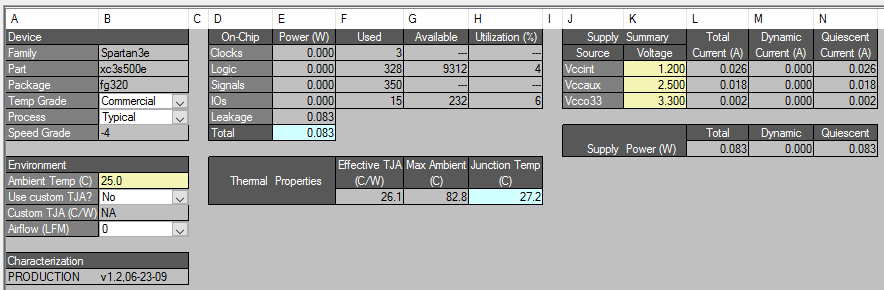 A B C D E F G H I J K L M N
Device On-Chip Power (W) Used Available Utilization (%) Supply Summary Total Dynamic Quiescent
Family Spartan3e Clocks 0.000 3 --- --- Source Voltage Current (A) Current (A) Current (A)
Part xc3s500e Logic 0.000 328 9312 4 Vccint 1.200 0.026 0.000 0.026
Package fg320 Signals 0.000 350 --- --- Vccaux 2.500 0.018 0.000 0.018
Temp Grade Commercial IOs 0.000 15 232 6 Vcco33 3.300 0.002 0.000 0.002
Process Typical Leakage 0.083
Speed Grade -4 Total 0.083 Total Dynamic Quiescent
Supply Power (W) 0.083 0.000 0.083
Environment Effective TJA Max Ambient Junction Temp
Ambient Temp (C) 25.0 Thermal Properties (C/W) (C) (C)
Use custom TJA? No 26.1 82.8 27.2
Custom TJA (C/W) NA
Airflow (LFM) 0
Characterization
PRODUCTION v1.2,06-23-09